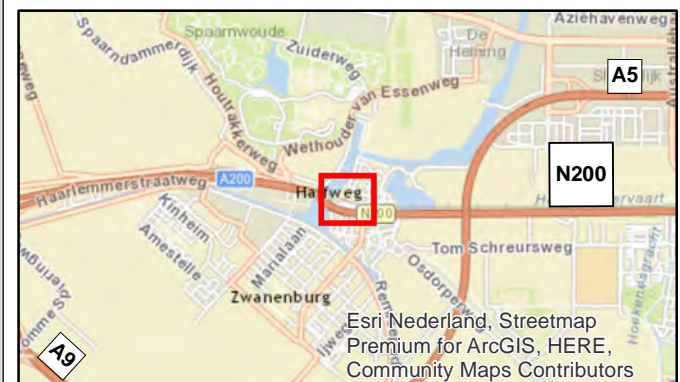 Aziëhavenweg
Spaarnwoude
De
Heining
Spaarndammerdijk
Zuiderweg
A5
Houtrakkerweg
Wethouder van Essenweg
N200
A200
Haarlemmerstraatweg
Halfweg
N200
Kinheim
Amestelle
Marialaan
Tom Schreursweg
Osdorperweg
Zwanenburg
A9
Esri Nederland, Streetmap
Premium for ArcGIS, HERE,
Community Maps Contributors